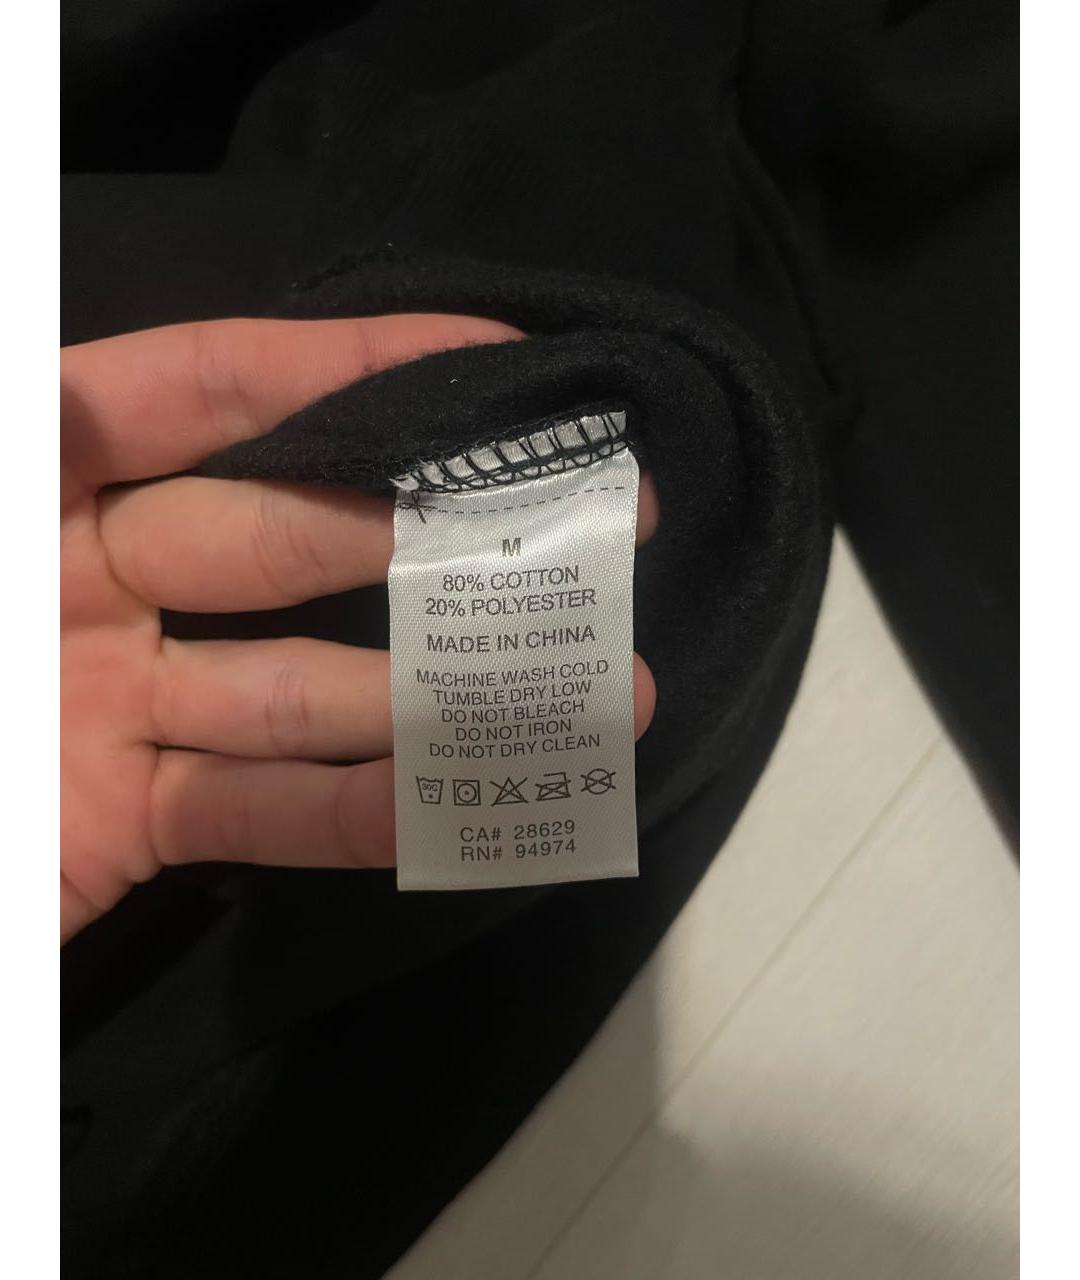 M
80% COTTON
20% POLYESTER
MADE IN CHINA
MACHINE WASH COLD
TUMBLE DRY LOW
DO NOT BLEACH
DO NOT IRON
DO NOT DRY CLEAN
30C
CA# 28629
RN# 94974